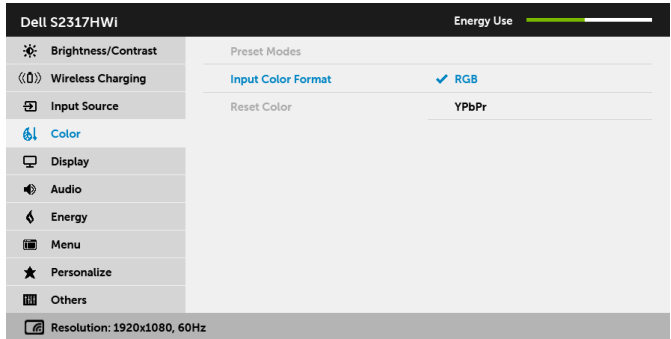 Dell S2317HWi
Energy Use
Brightness/Contrast
Preset Modes
Wireless Charging
Input Color Format
RGB
Input Source
Reset Color
YPbPr
Color
Display
Audio
Energy
Menu
Personalize
Others
Resolution: 1920x1080, 60Hz